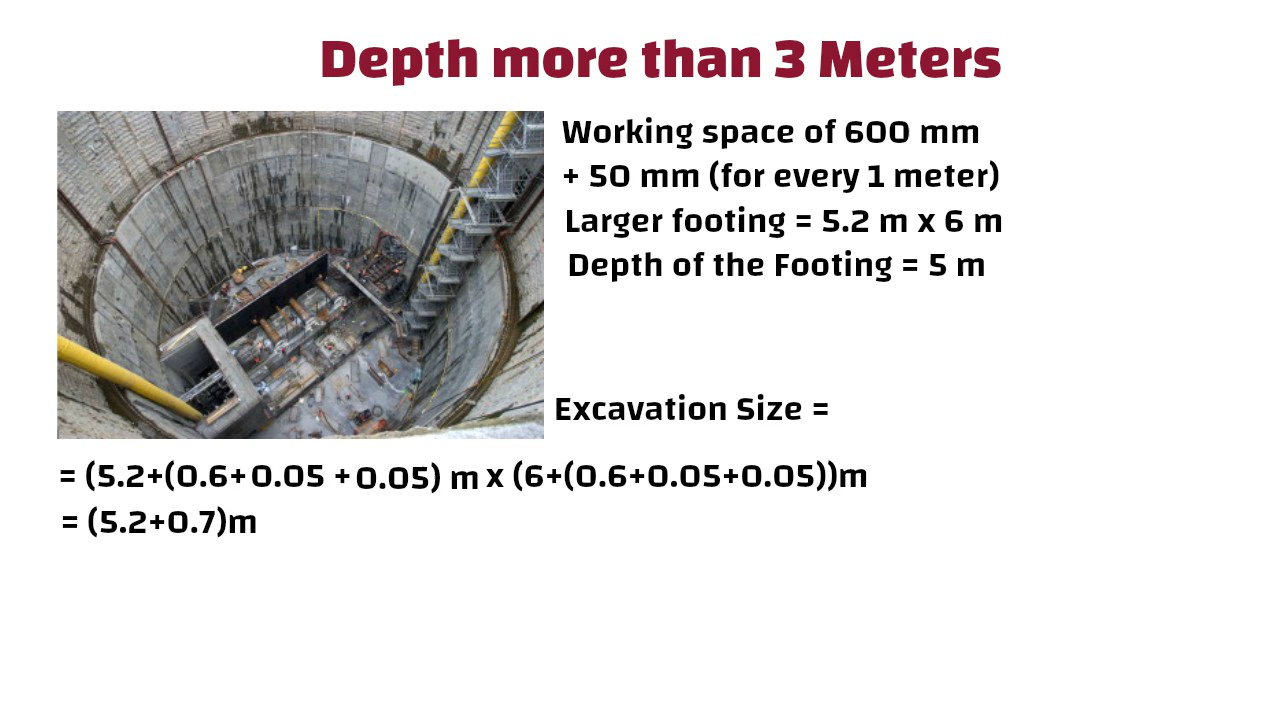 Depth more than 3 Meters
Working space of 600 mm
+ 50 mm (for every 1 meter)
Larger footing = 5.2 m x 6 m
Depth of the Footing = 5 m
Excavation Size =
= (5.2+(0.6+0.05 +0.05) m x (6+(0.6+0.05+0.05))m
= (5.2+0.7)m